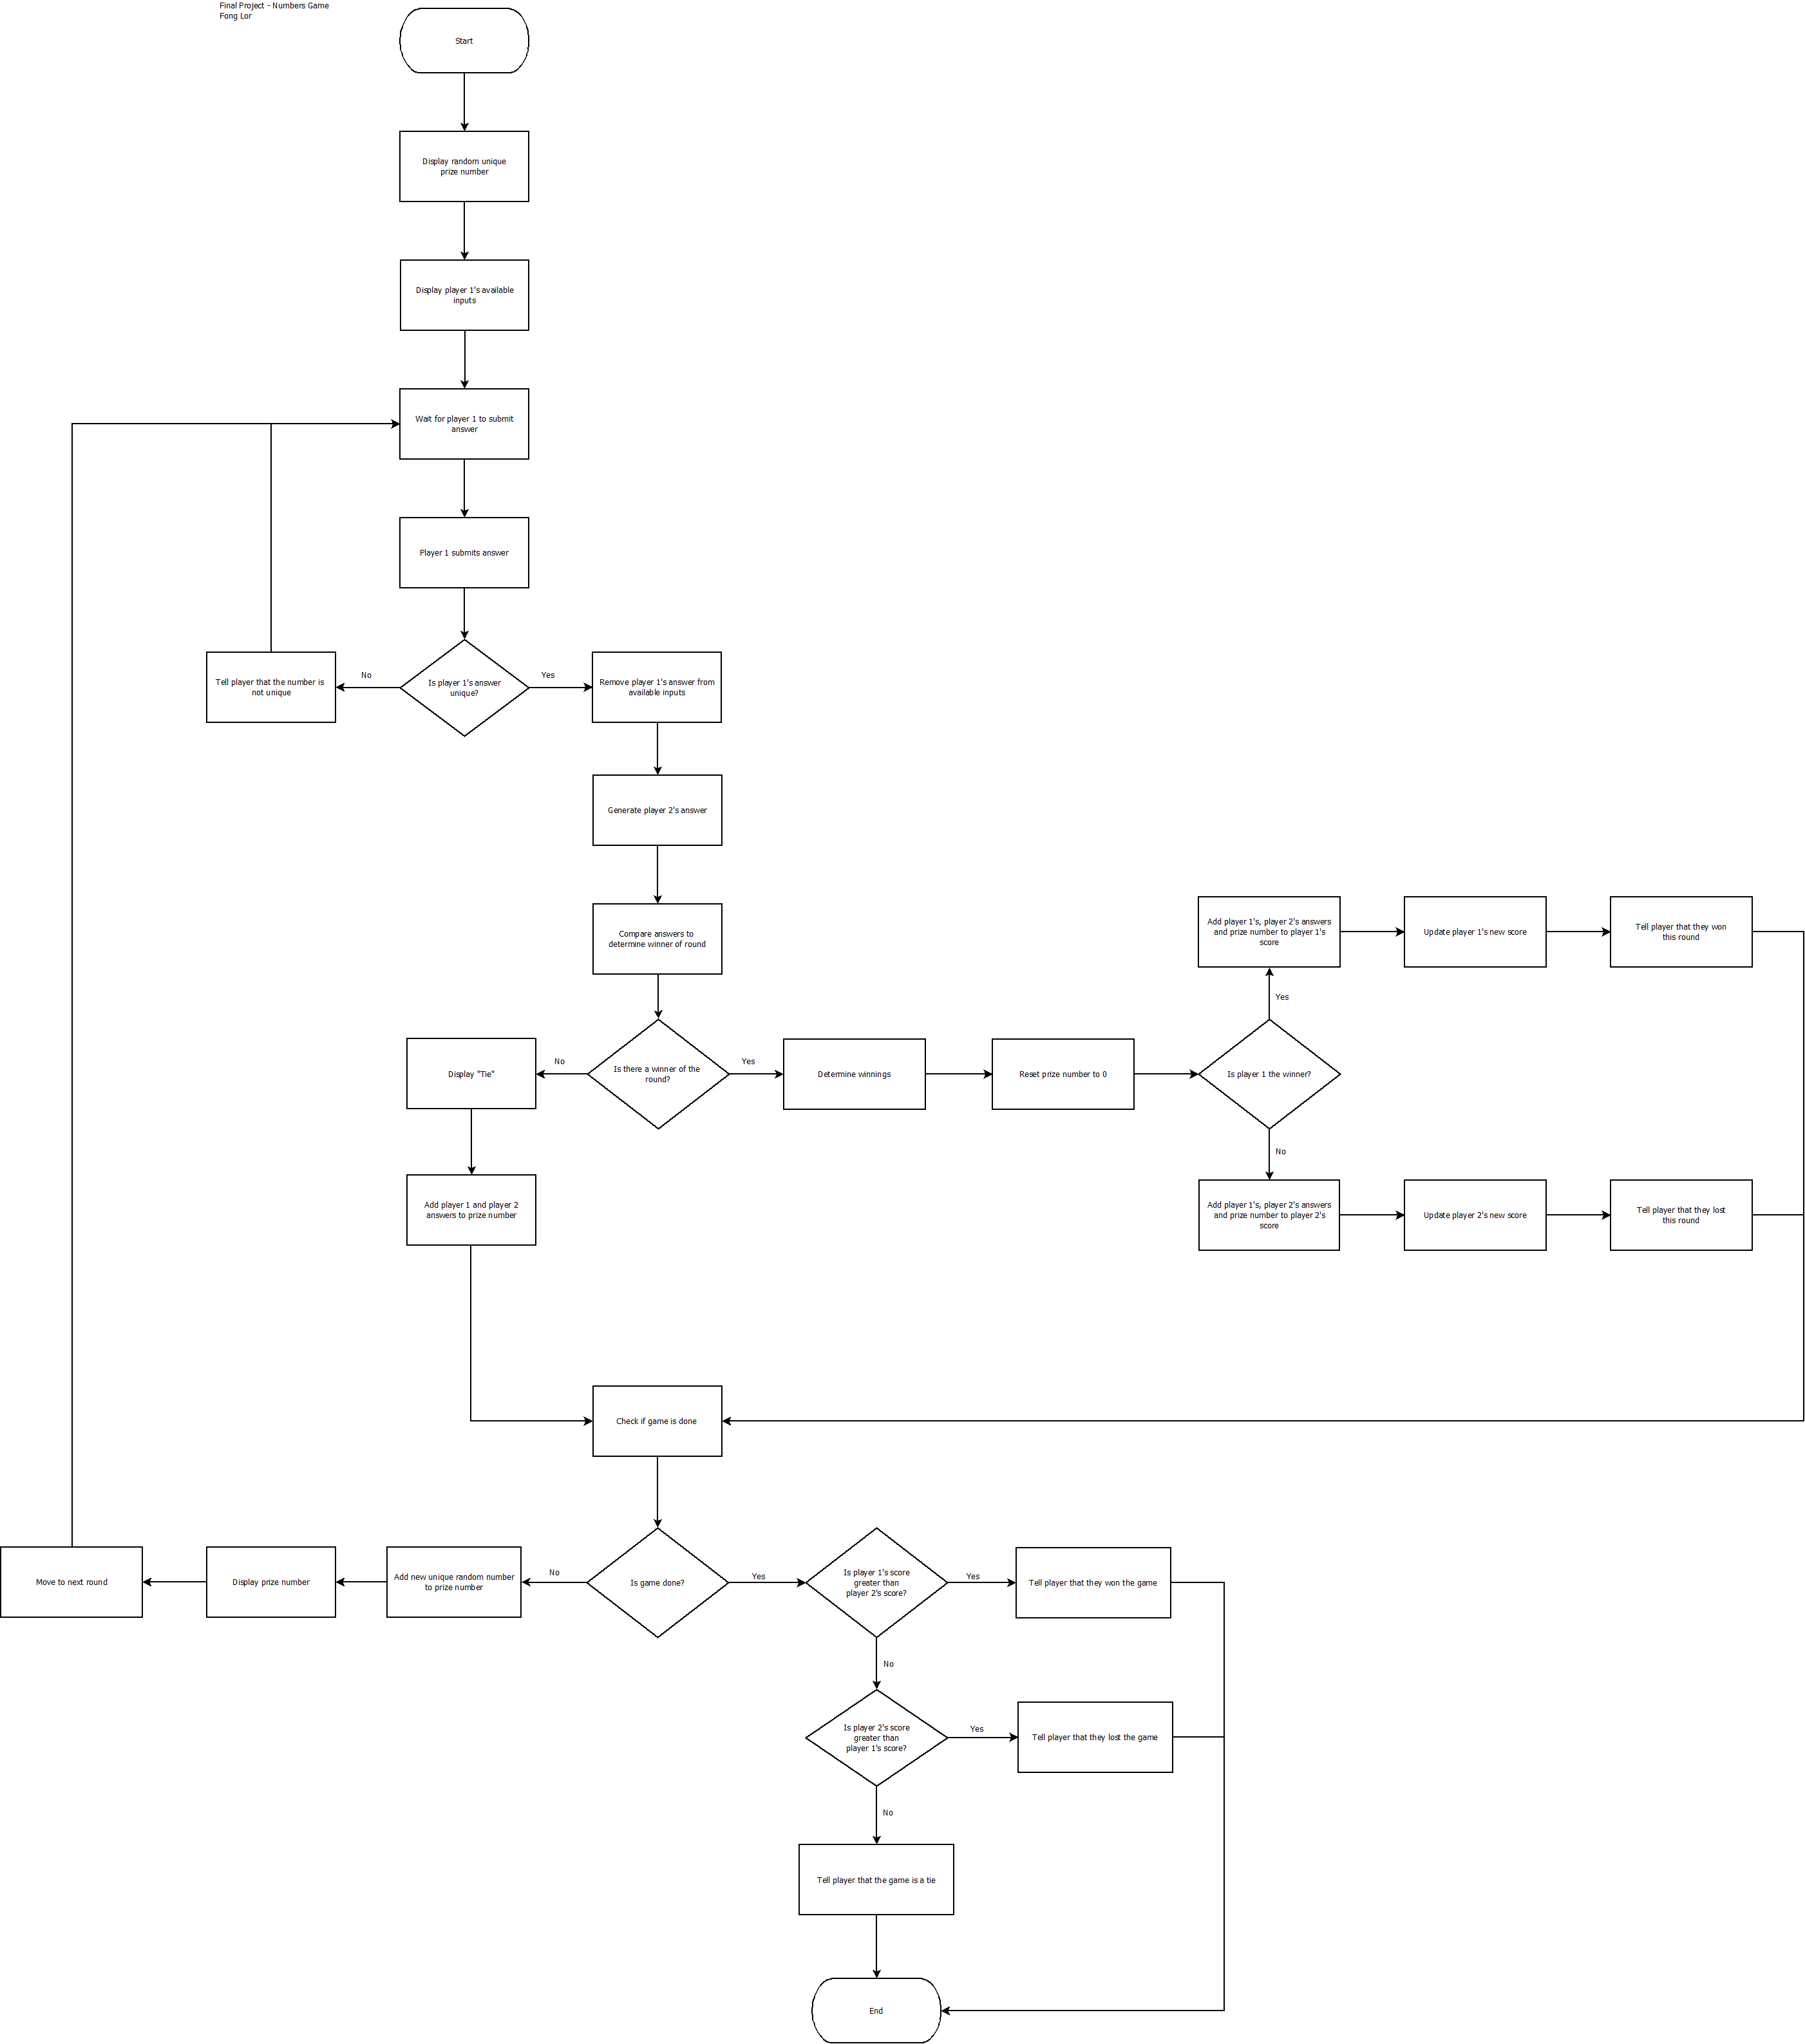 Final Project - Numbers Game
Fong Lor
Start
Display random unique
prize number
Display player 1's available
inputs
Wait for player 1 to submit
answer
Player 1 submits answer
Tell player that the number is
not unique
No
Is player 1's answer
unique?
Yes
Remove player 1's answer from
available inputs
Generate player 2's answer
Compare answers to
determine winner of round
Add player 1's, player 2's answers
and prize number to player 1's
score
Update player 1's new score
Tell player that they won
this round
Yes
Display "Tie"
No
Is there a winner of the
round?
Yes
Determine winnings
Reset prize number to 0
Is player 1 the winner?
No
Add player 1 and player 2
answers to prize number
Add player 1's, player 2's answers
and prize number to player 2's
score
Update player 2's new score
Tell player that they lost
this round
Check if game is done
Move to next round
Display prize number
Add new unique random number
to prize number
No
Is game done?
Yes
Is player 1's score
greater than
player 2's score?
Yes
Tell player that they won the game
No
Is player 2's score
greater than
player 1's score?
Yes
Tell player that they lost the game
No
Tell player that the game is a tie
End